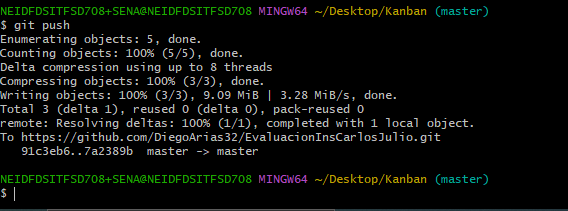 NEIDFDSITFSD708+SENA@NEIDFDSITFSD708 MINGW64 ~/Desktop/Kanban (master)
$ git push
Enumerating objects: 5, done.
Counting objects: 100% (5/5), done.
Delta compression using up to 8 threads
Compressing objects: 100% (3/3), done.
Writing objects: 100% (3/3), 9.09 MiB | 3.28 MiB/s, done.
Total 3 (delta 1), reused 0 (delta 0), pack-reused 0
remote: Resolving deltas: 100% (1/1), completed with 1 local object.
To https://github.com/DiegoArias32/EvaluacionInsCarlosJulio.git
   91c3eb6..7a2389b  master -> master
NEIDFDSITFSD708+SENA@NEIDFDSITFSD708 MINGW64 ~/Desktop/Kanban (master)
$